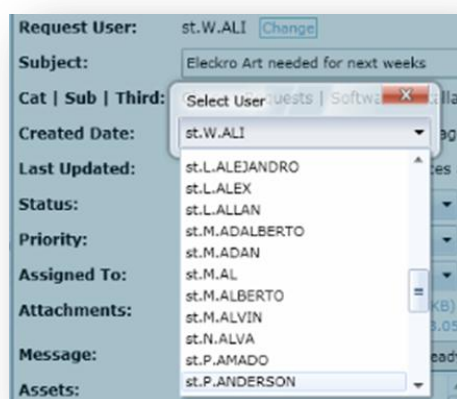 Request User: st.W.ALI Change
Subject: Eleckro Art needed for next weeks
Cat | Sub | Third:
Select User
Created Date: st.W.ALI
Last Updated: st.L.ALEJANDRO
st.L.ALEX
Status: st.L.ALLAN
st.M.ADALBERTO
Priority: st.M.ADAN
Assigned To: st.M.AL
st.M.ALBERTO
Attachments: st.M.ALVIN
st.N.ALVA
Message: st.P.AMADO
Assets: st.P.ANDERSON